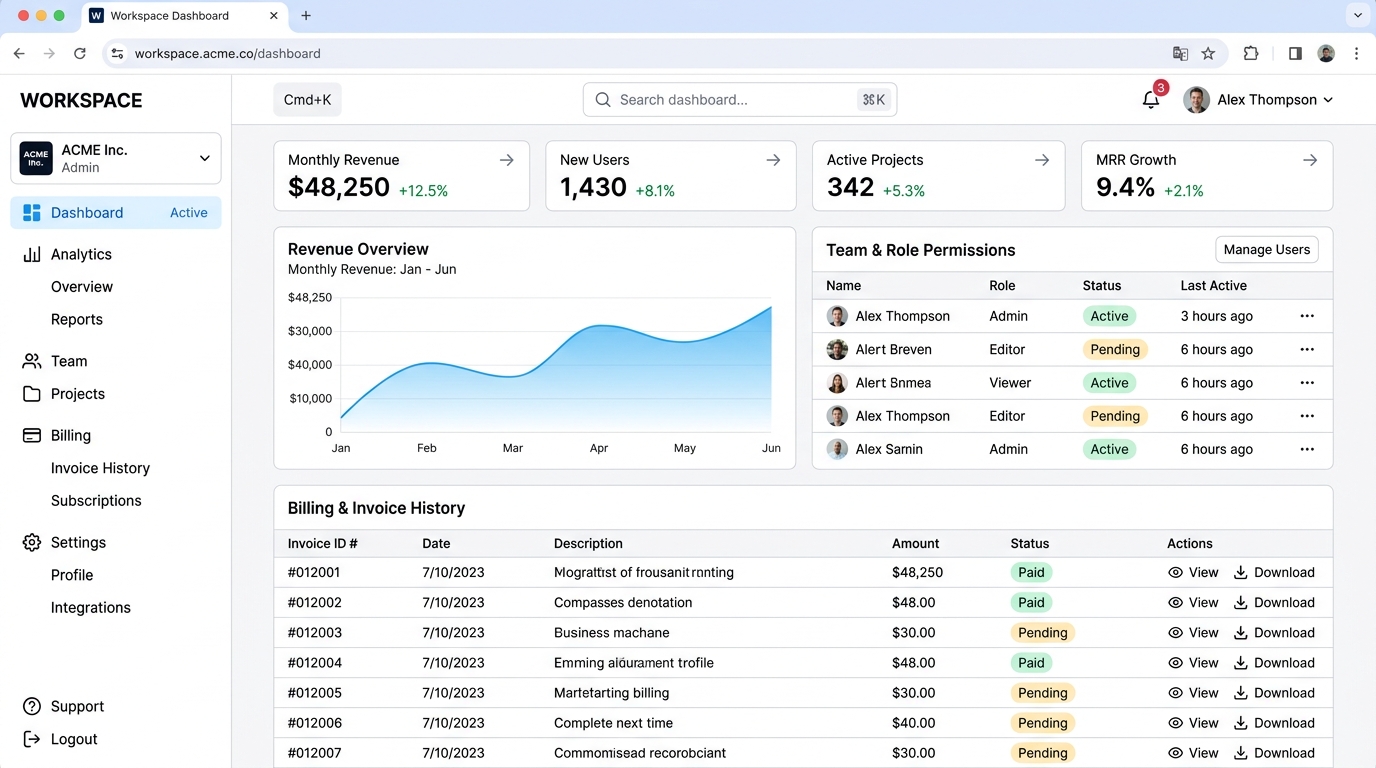 Workspace Dashboard
workspace.acme.co/dashboard
WORKSPACE
ACME Inc.
ACME Inc.
Admin
Dashboard Active
Analytics
Overview
Reports
Team
Projects
Billing
Invoice History
Subscriptions
Settings
Profile
Integrations
Support
Logout
Cmd+K
Search dashboard... ⌘K
3
Alex Thompson
Monthly Revenue
$48,250 +12.5%
New Users
1,430 +8.1%
Active Projects
342 +5.3%
MRR Growth
9.4% +2.1%
Revenue Overview
Monthly Revenue: Jan - Jun
$48,250
$30,000
$40,000
$10,000
0
Jan Feb Mar Apr May Jun
Team & Role Permissions Manage Users
Name Role Status Last Active
Alex Thompson Admin Active 3 hours ago
Alert Breven Editor Pending 6 hours ago
Alert Viewer Active 6 hours ago
Alex Thompson Editor Pending 6 hours ago
Alex Admin Active 6 hours ago
Billing & Invoice History
Invoice ID # Date Description Amount Status Actions
#012001 7/10/2023 of $48,250 Paid View Download
#012002 7/10/2023 Compasses denotation $48.00 Paid View Download
#012003 7/10/2023 Business machane $30.00 Pending View Download
#012004 7/10/2023 $48.00 Paid View Download
#012005 7/10/2023 billing $30.00 Pending View Download
#012006 7/10/2023 Complete next time $40.00 Pending View Download
#012007 7/10/2023 $30.00 Pending View Download